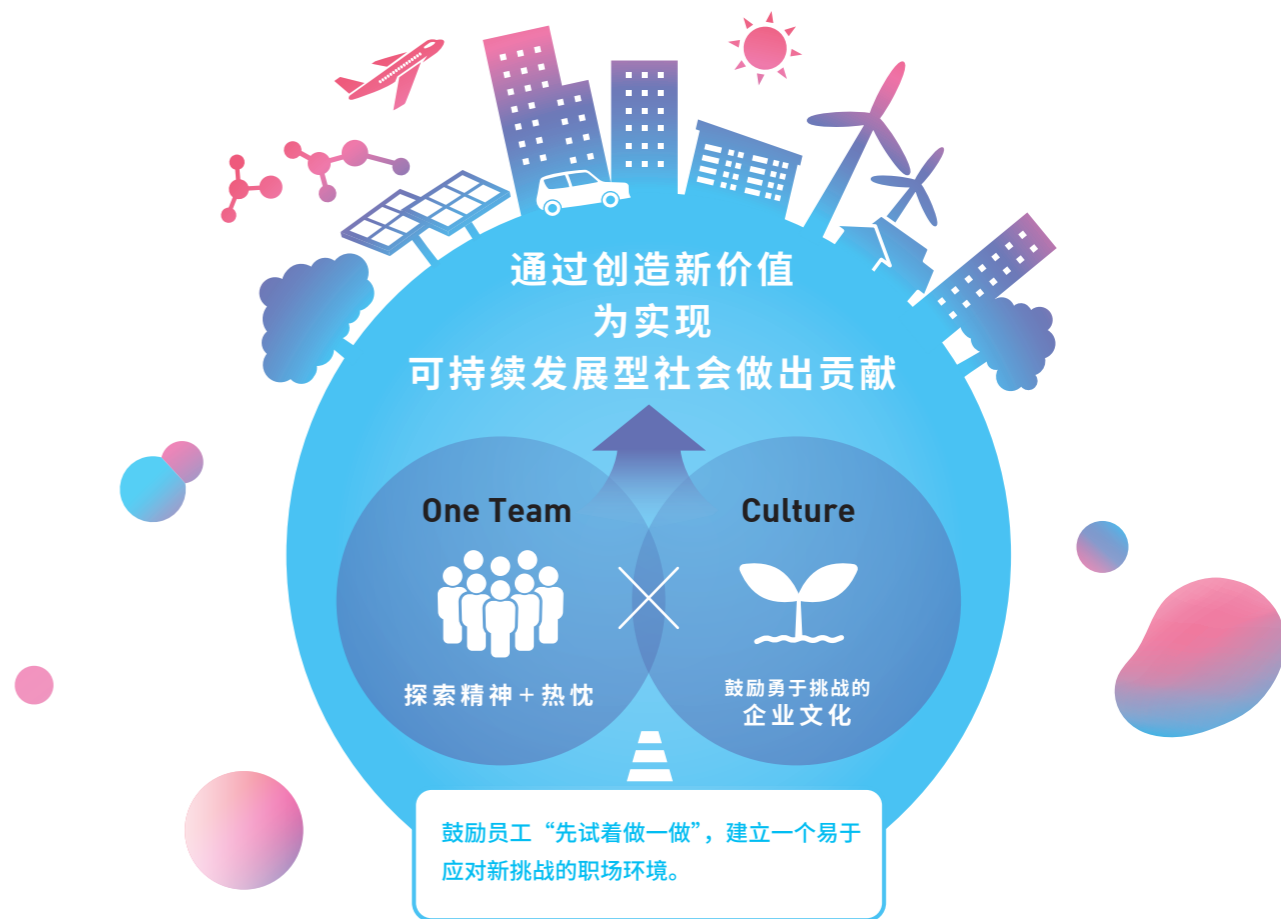 通过创造新价值
为实现
可持续发展型社会做出贡献
One Team
探索精神+热忱
Culture
鼓励勇于挑战的
企业文化
鼓励员工“先试着做一做”，建立一个易于
应对新挑战的职场环境。